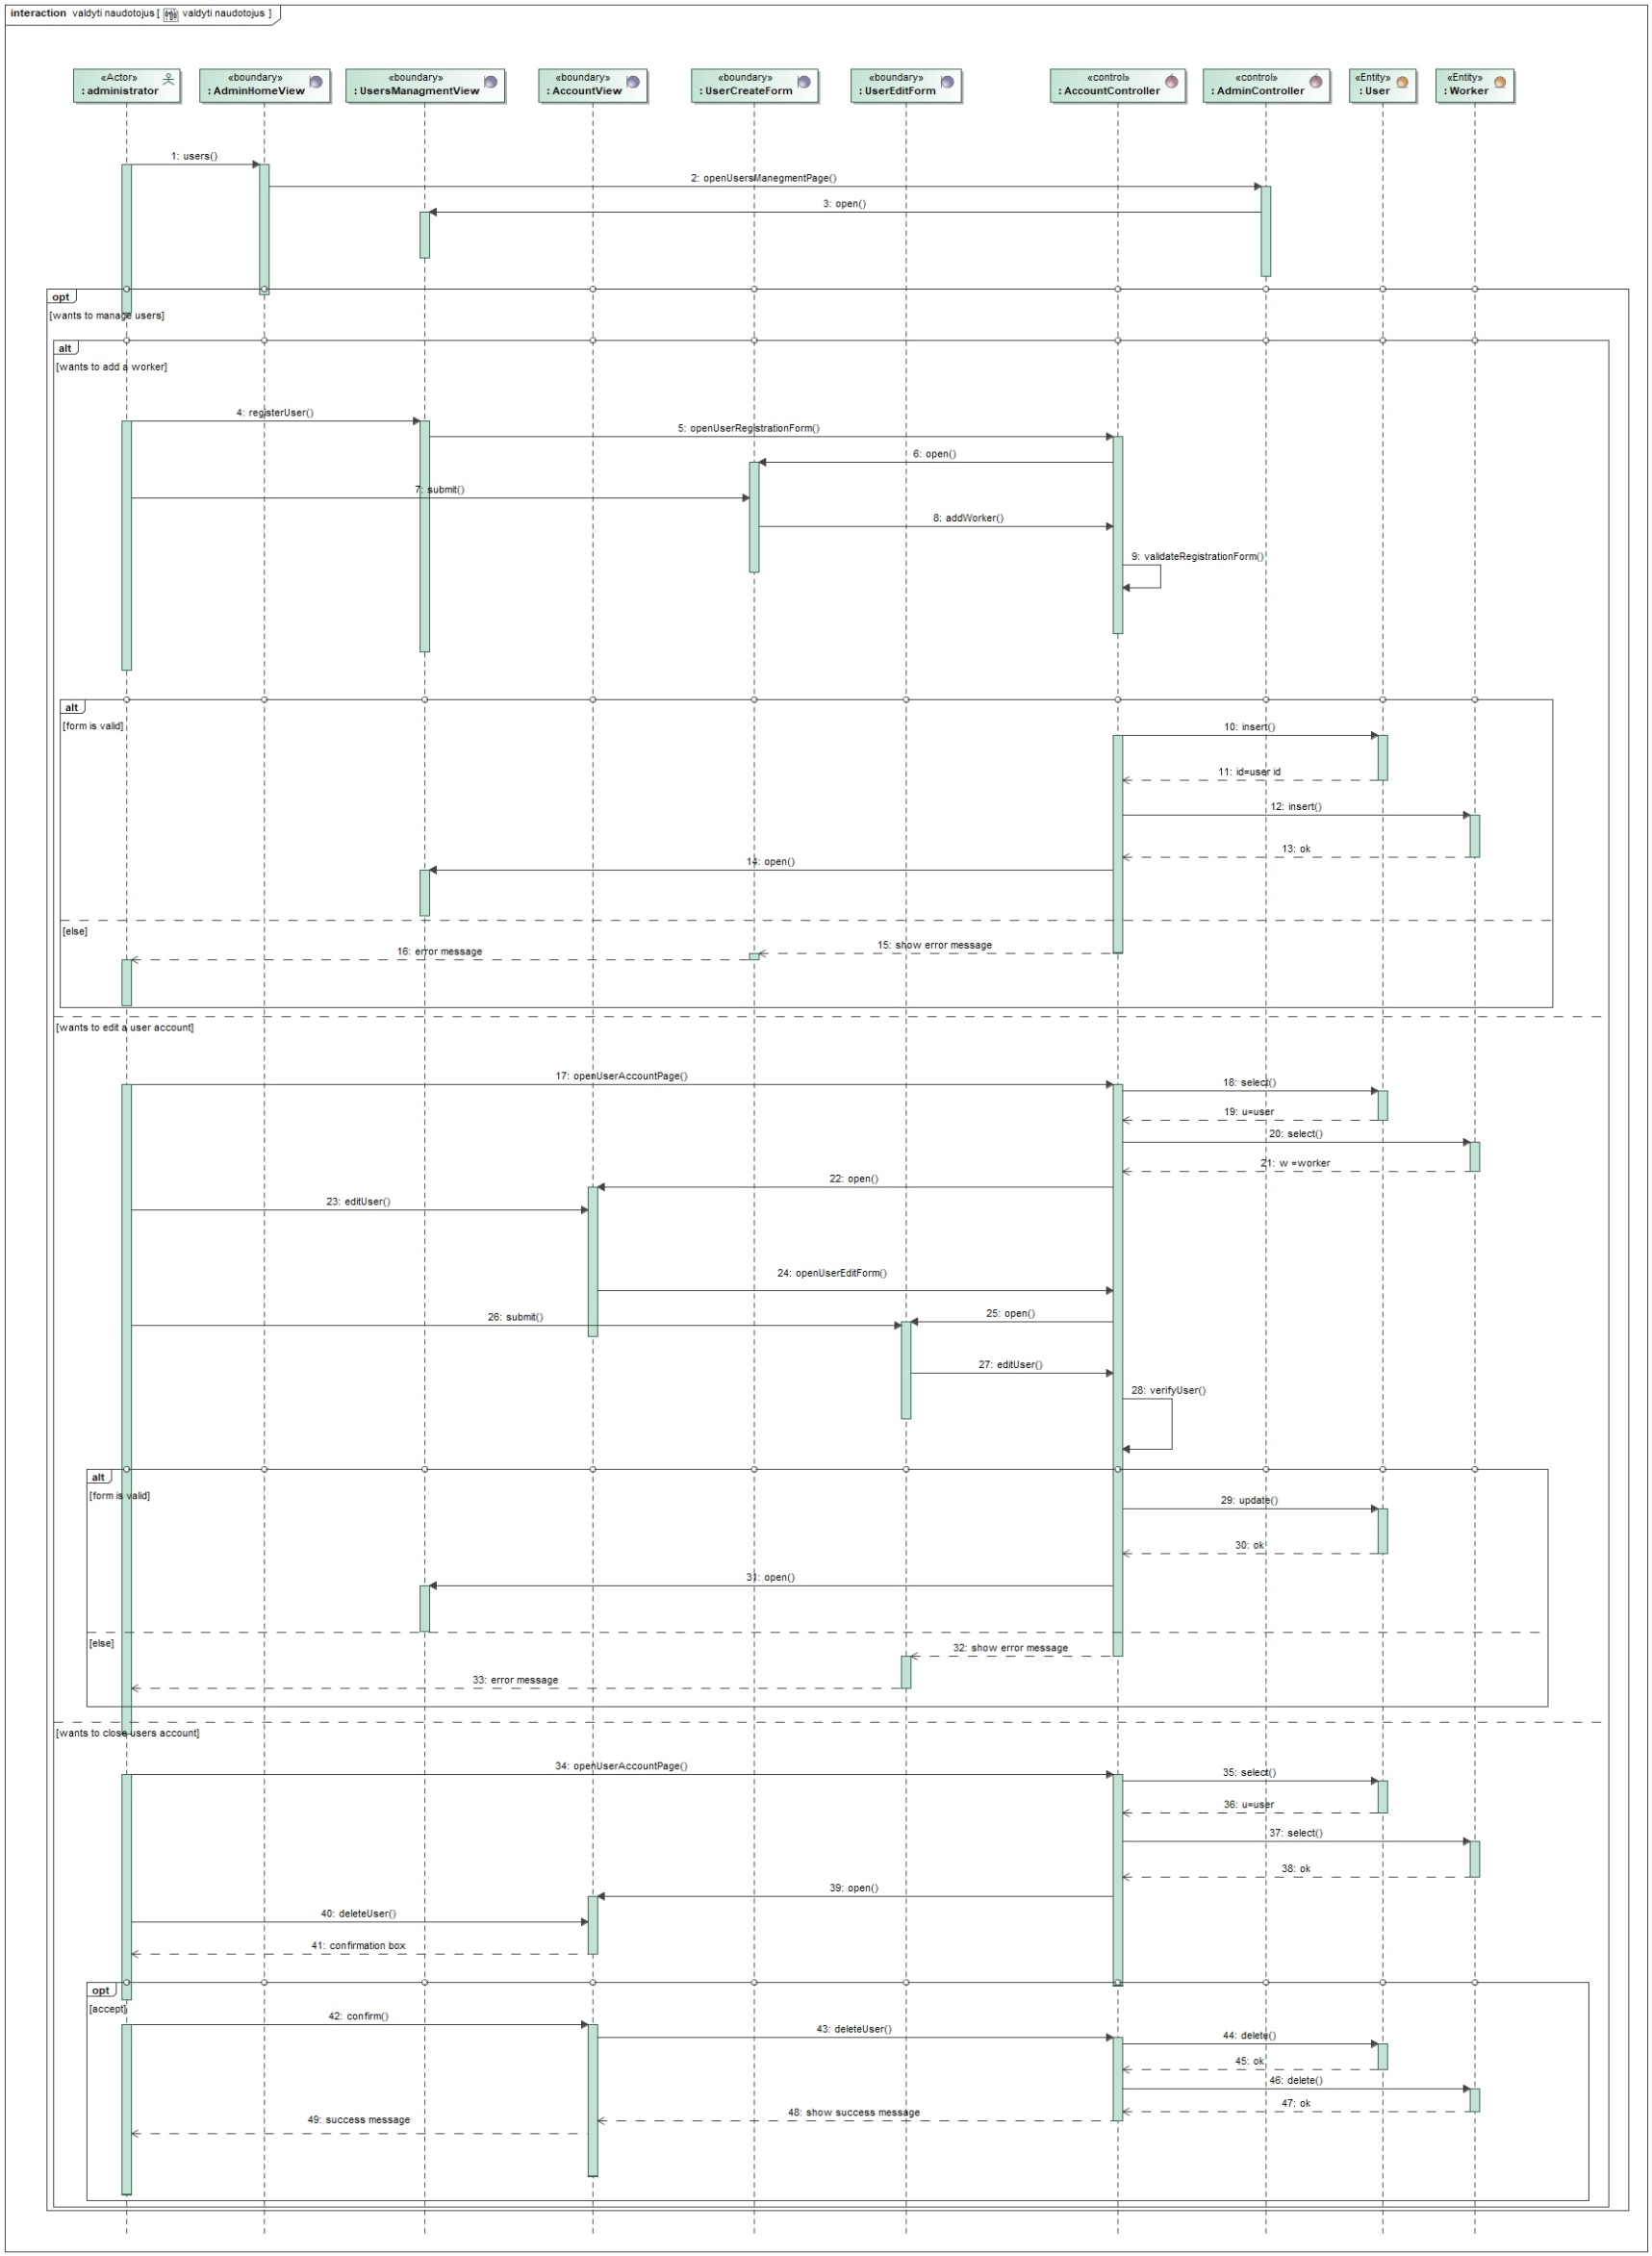 interaction valdyti naudotojus [ valdyti naudotojus ]
«Actor»
: administrator
«boundary»
: AdminHomeView
«boundary»
: UsersManagmentView
«boundary»
: AccountView
«boundary»
: UserCreateForm
«boundary»
: UserEditForm
«control»
: AccountController
«control»
: AdminController
«Entity»
: User
«Entity»
: Worker
1: users()
2: openUsersManegmentPage()
3: open()
opt
[wants to manage users]
alt
[wants to add a worker]
4: registerUser()
5: openUserRegistrationForm()
6: open()
7: submit()
8: addWorker()
9: validateRegistrationForm()
alt
[form is valid]
10: insert()
11: id=user id
12: insert()
13: ok
14: open()
[else]
15: show error message
16: error message
[wants to edit a user account]
17: openUserAccountPage()
18: select()
19: u=user
20: select()
21: w =worker
22: open()
23: editUser()
24: openUserEditForm()
25: open()
26: submit()
27: editUser()
28: verifyUser()
alt
[form is valid]
29: update()
30: ok
31: open()
[else]
32: show error message
33: error message
[wants to close users account]
34: openUserAccountPage()
35: select()
36: u=user
37: select()
38: ok
39: open()
40: deleteUser()
41: confirmation box
opt
[accept]
42: confirm()
43: deleteUser()
44: delete()
45: ok
46: delete()
47: ok
48: show success message
49: success message